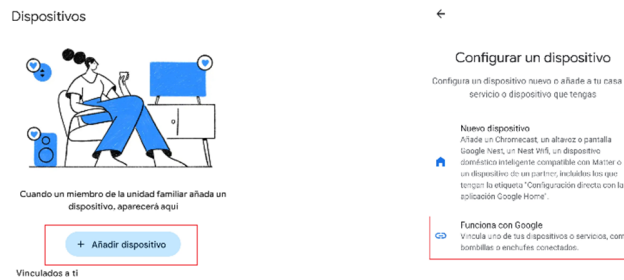 Dispositivos
Cuando un miembro de la unidad familiar añada un
dispositivo, aparecerá aquí
+ Añadir dispositivo
Vinculados a ti
Configurar un dispositivo
Configura un dispositivo nuevo o añade a tu casa
servicio o dispositivo que tengas
Nuevo dispositivo
Añade un Chromecast, un altavoz o pantalla
Google Nest, un Nest Wifi, un dispositivo
doméstico inteligente compatible con Matter o
un dispositivo de un partner, incluidos los que
tengan la etiqueta "Configuración directa con la
aplicación Google Home".
Funciona con Google
Vincula uno de tus dispositivos o servicios, com
bombillas o enchufes conectados.